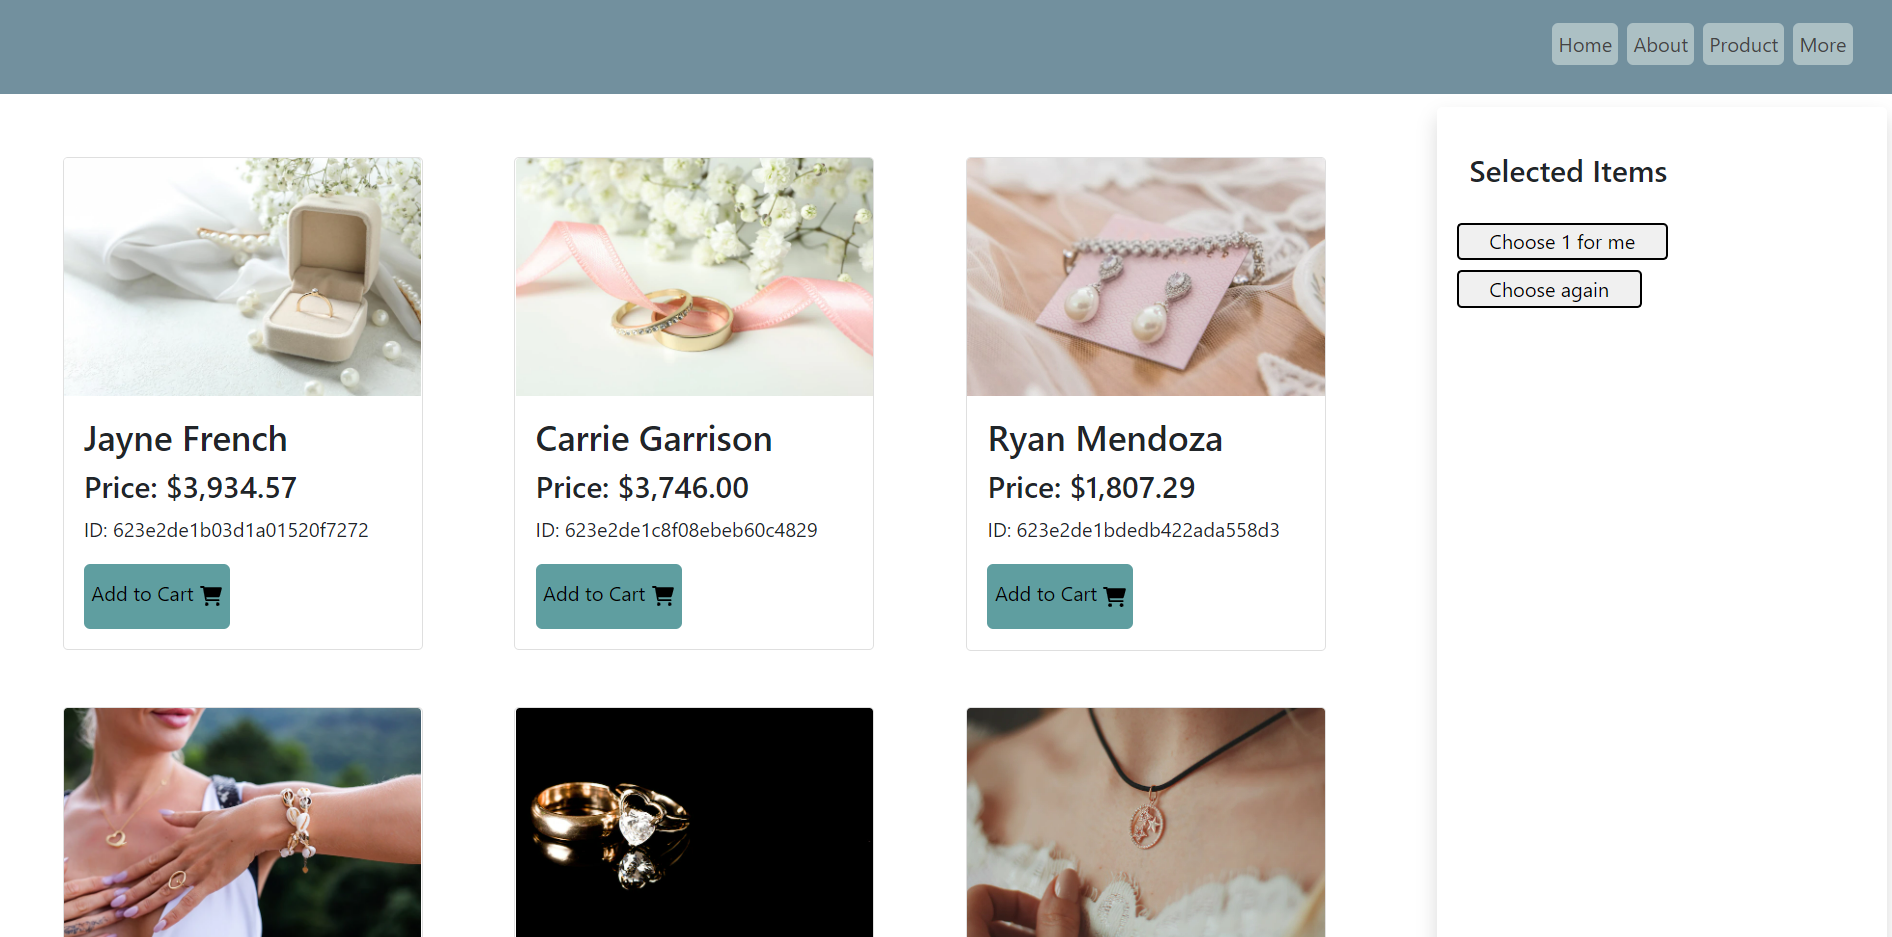 Home
About
Product
More
Jayne French
Price: $3,934.57
ID: 623e2de1b03d1a01520f7272
Add to Cart
Carrie Garrison
Price: $3,746.00
ID: 623e2de1c8f08ebeb60c4829
Add to Cart
Ryan Mendoza
Price: $1,807.29
ID: 623e2de1bdedb422ada558d3
Add to Cart
Selected Items
Choose 1 for me
Choose again